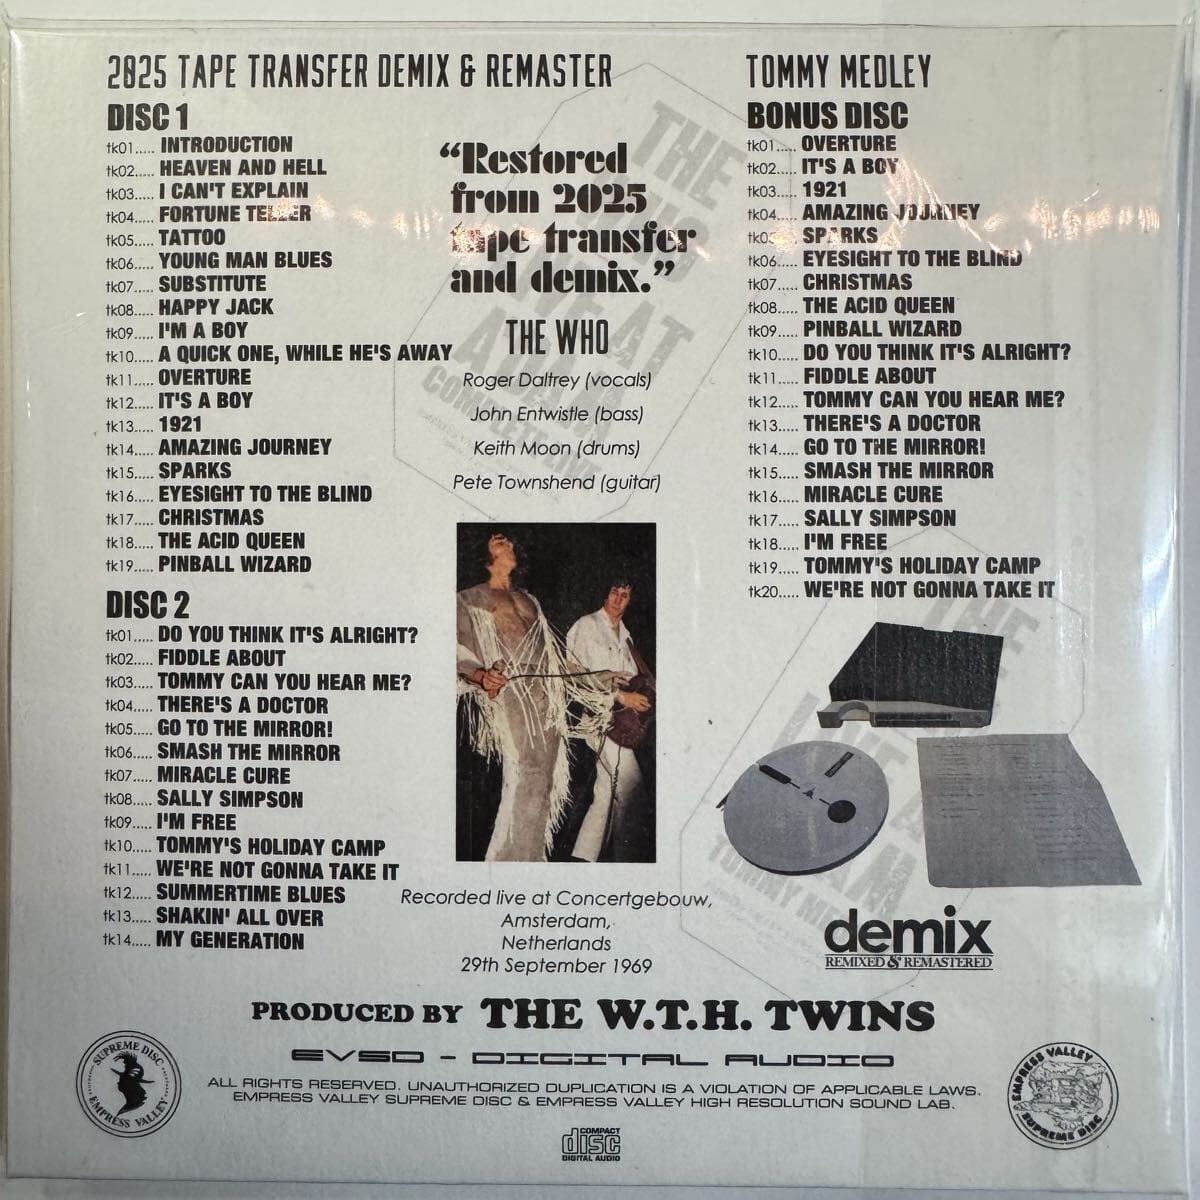 2025 TAPE TRANSFER DEMIX & REMASTER
DISC 1
tk01..... INTRODUCTION
tk02..... HEAVEN AND HELL
tk03..... I CAN'T EXPLAIN
tk04..... FORTUNE TELLER
tk05..... TATTOO
tk06..... YOUNG MAN BLUES
tk07..... SUBSTITUTE
tk08..... HAPPY JACK
tk09..... I'M A BOY
tk10..... A QUICK ONE, WHILE HE'S AWAY
tk11..... OVERTURE
tk12..... IT'S A BOY
tk13..... 1921
tk14..... AMAZING JOURNEY
tk15..... SPARKS
tk16..... EYESIGHT TO THE BLIND
tk17..... CHRISTMAS
tk18..... THE ACID QUEEN
tk19..... PINBALL WIZARD
DISC 2
tk01..... DO YOU THINK IT'S ALRIGHT?
tk02..... FIDDLE ABOUT
tk03..... TOMMY CAN YOU HEAR ME?
tk04..... THERE'S A DOCTOR
tk05..... GO TO THE MIRROR!
tk06..... SMASH THE MIRROR
tk07..... MIRACLE CURE
tk08..... SALLY SIMPSON
tk09..... I'M FREE
tk10..... TOMMY'S HOLIDAY CAMP
tk11..... WE'RE NOT GONNA TAKE IT
tk12..... SUMMERTIME BLUES
tk13..... SHAKIN' ALL OVER
tk14..... MY GENERATION
“Restored
from 2025
tape transfer
and demix.”
THE WHO
Roger Daltrey (vocals)
John Entwistle (bass)
Keith Moon (drums)
Pete Townshend (guitar)
Recorded live at Concertgebouw,
Amsterdam,
Netherlands
29th September 1969
TOMMY MEDLEY
BONUS DISC
tk01..... OVERTURE
tk02..... IT'S A BOY
tk03..... 1921
tk04..... AMAZING JOURNEY
tk05..... SPARKS
tk06..... EYESIGHT TO THE BLIND
tk07..... CHRISTMAS
tk08..... THE ACID QUEEN
tk09..... PINBALL WIZARD
tk10..... DO YOU THINK IT'S ALRIGHT?
tk11..... FIDDLE ABOUT
tk12..... TOMMY CAN YOU HEAR ME?
tk13..... THERE'S A DOCTOR
tk14..... GO TO THE MIRROR!
tk15..... SMASH THE MIRROR
tk16..... MIRACLE CURE
tk17..... SALLY SIMPSON
tk18..... I'M FREE
tk19..... TOMMY'S HOLIDAY CAMP
tk20..... WE'RE NOT GONNA TAKE IT
demix
REMIXED & REMASTERED
PRODUCED BY THE W.T.H. TWINS
EVSD - DIGITAL AUDIO
ALL RIGHTS RESERVED. UNAUTHORIZED DUPLICATION IS A VIOLATION OF APPLICABLE LAWS.
EMPRESS VALLEY SUPREME DISC & EMPRESS VALLEY HIGH RESOLUTION SOUND LAB.
SUPREME DISC
EMPRESS VALLEY
EMPRESS VALLEY
SUPREME DISC
COMPACT
disc
DIGITAL AUDIO